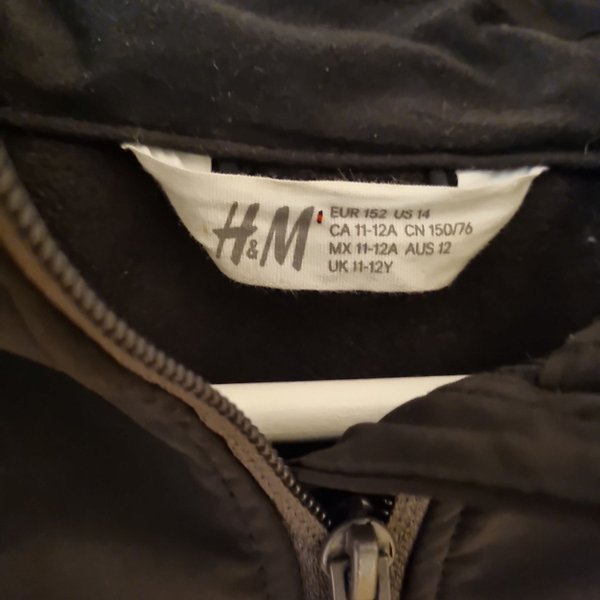 H&M
EUR 152 US 14
CA 11-12A CN 150/76
MX 11-12A AUS 12
UK 11-12Y